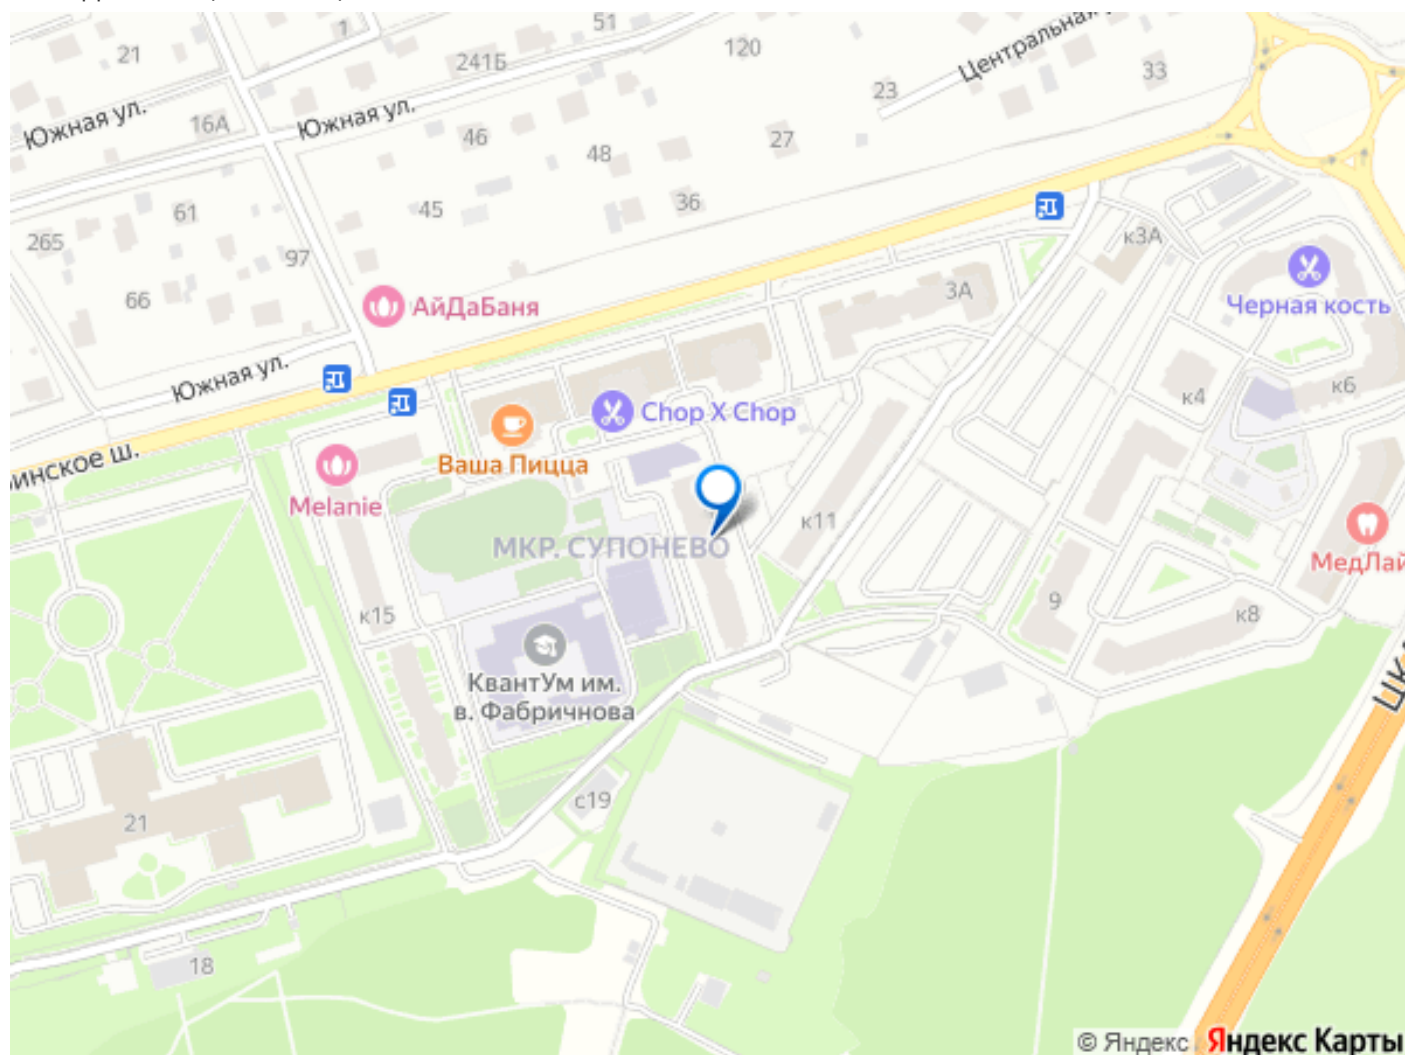 1
51
21
241Б
120
Центральная
33
23
Южная ул.
16А
Южная ул.
46
48
27
45
36
61
265
97
66
к3А
3А
АйДаБаня
Черная кость
Южная ул.
к6
к4
Chop X Chop
Ваша Пицца
инское ш.
Melanie
к11
МКР. СУПОНЕВО
МедЛай
9
к8
к15
КвантУм им.
в. Фабричнова
ЦКА
с19
21
18
© Яндекс Яндекс Карты